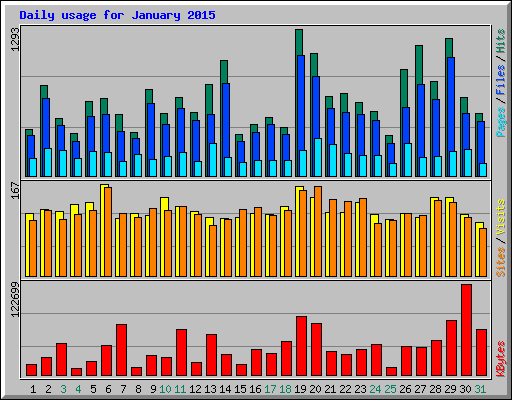 Daily usage for January 2015
1293
Pages/Files/Hits
167
Sites/Visits
122699
KBytes
1 2 3 4 5 6 7 8 9 10 11 12 13 14 15 16 17 18 19 20 21 22 23 24 25 26 27 28 29 30 31